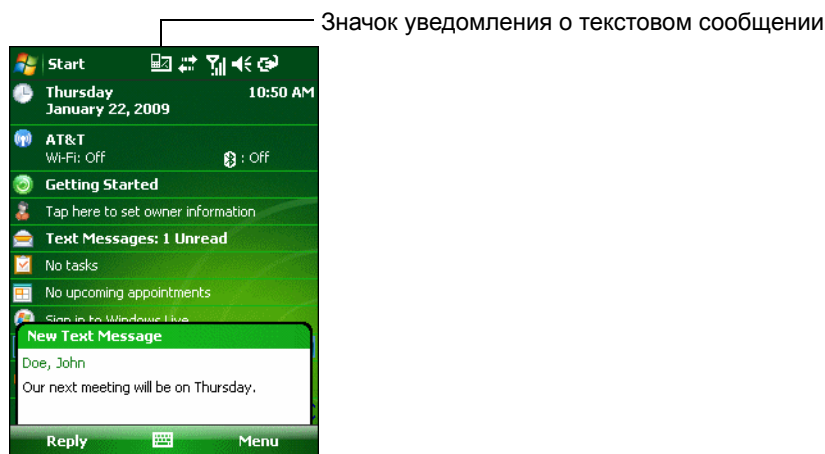 Значок уведомления о текстовом сообщении
Start
Thursday 10:50 AM
January 22, 2009
AT&T
Wi-Fi: Off : Off
Getting Started
Tap here to set owner information
Text Messages: 1 Unread
No tasks
No upcoming appointments
Sign in to Windows Live
New Text Message
Doe, John
Our next meeting will be on Thursday.
Reply Menu